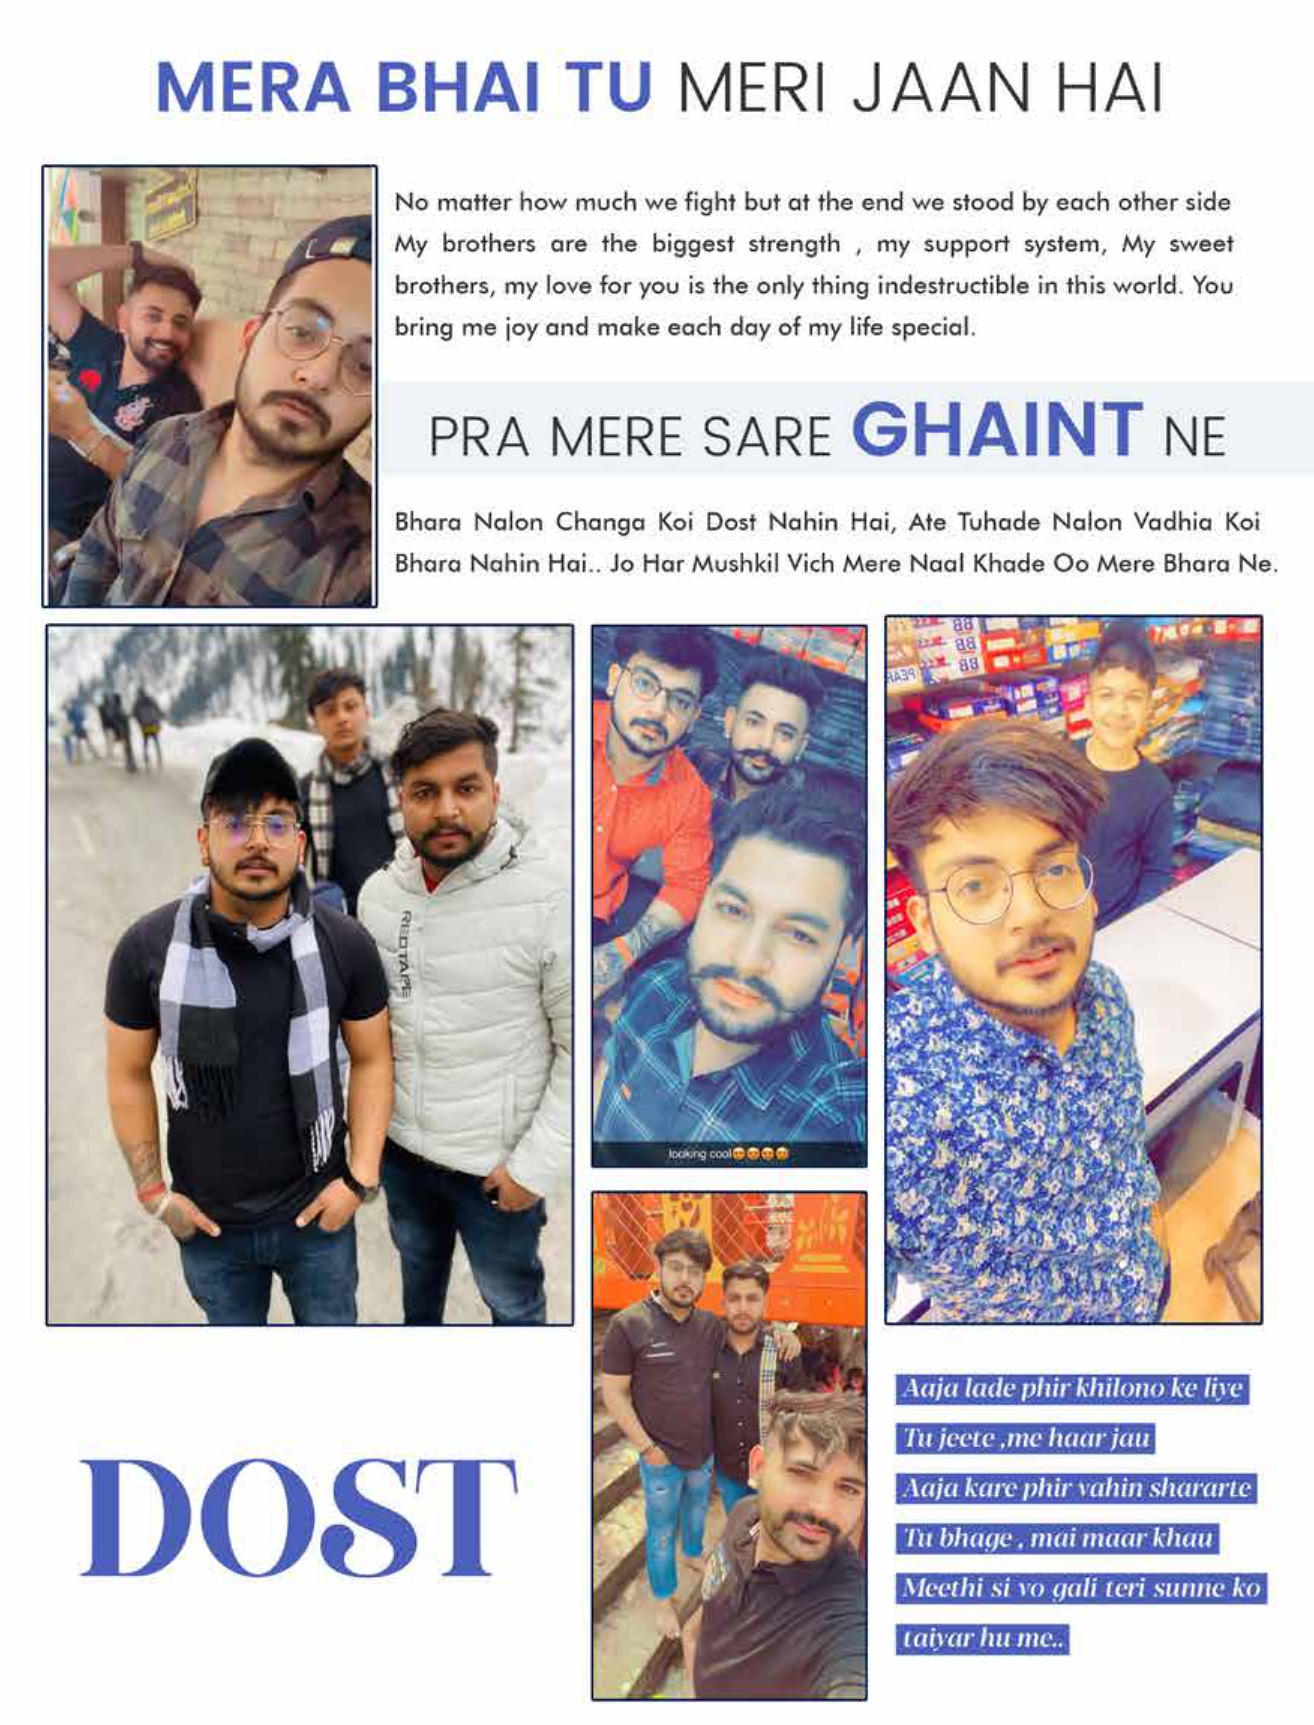 MERA BHAI TU MERI JAAN HAI
No matter how much we fight but at the end we stood by each other side
My brothers are the biggest strength , my support system, My sweet
brothers, my love for you is the only thing indestructible in this world. You
bring me joy and make each day of my life special.
PRA MERE SARE GHAINT NE
Bhara Nalon Changa Koi Dost Nahin Hai, Ate Tuhade Nalon Vadhia Koi
Bhara Nahin Hai.. Jo Har Mushkil Vich Mere Naal Khade Oo Mere Bhara Ne.
REDTAPE
looking cool
DOST
Aaja lade phir khilono ke liye
Tu jeete ,me haar jau
Aaja kare phir vahin shararte
Tu bhage , mai maar khau
Meethi si vo gali teri sunne ko
taiyar hu me..